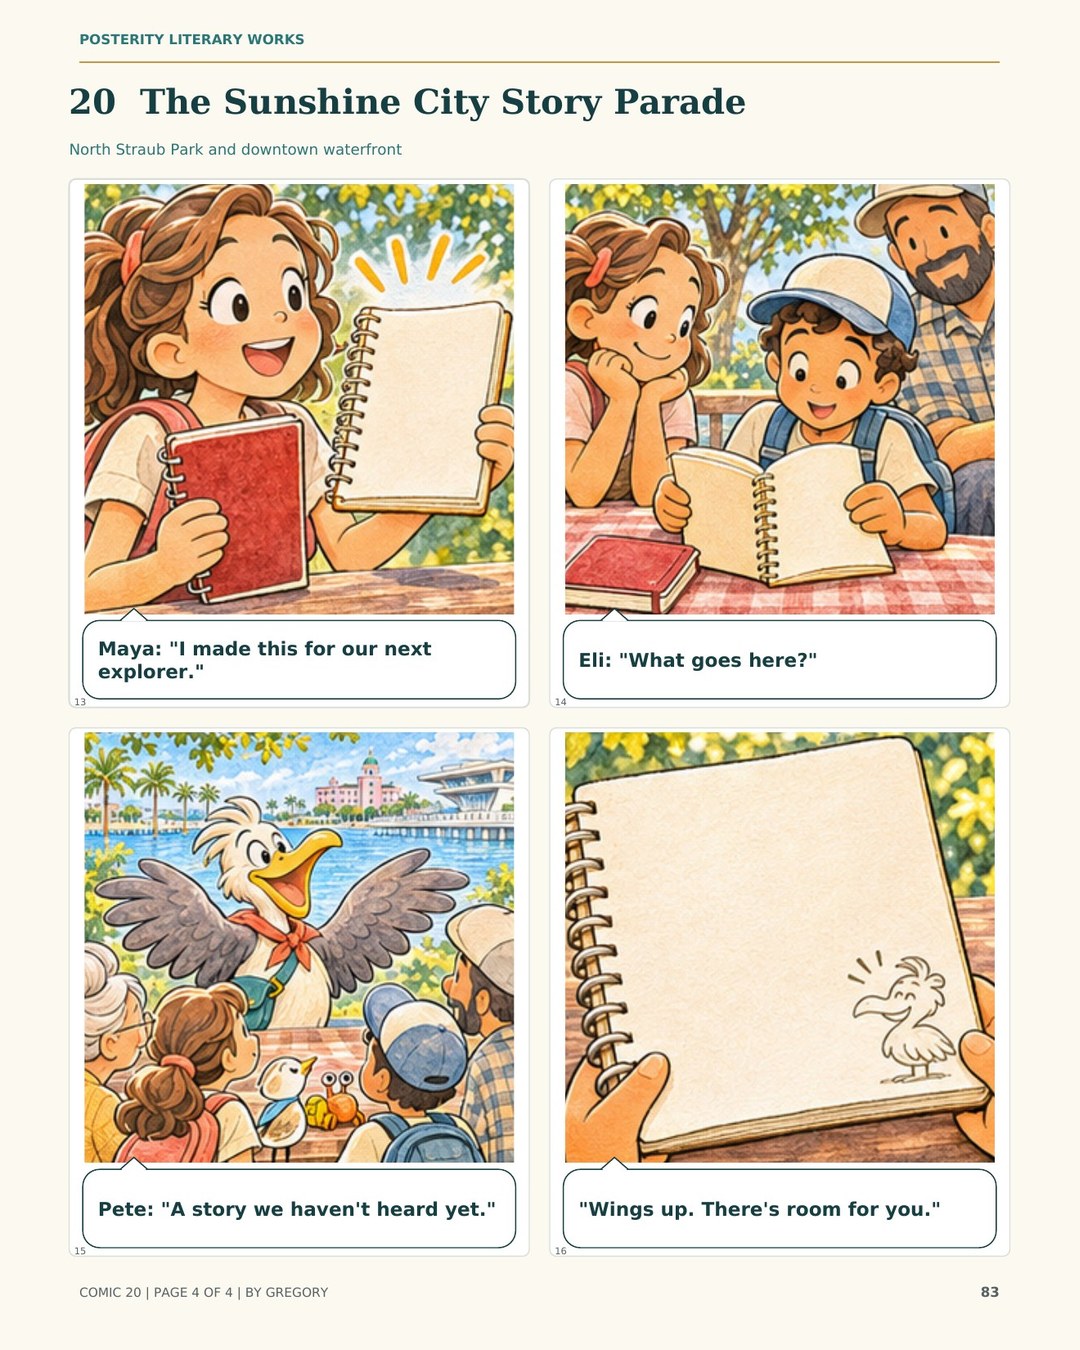 POSTERITY LITERARY WORKS
20 The Sunshine City Story Parade
North Straub Park and downtown waterfront
Maya: "I made this for our next
explorer."
13
Eli: "What goes here?"
14
Pete: "A story we haven't heard yet."
15
"Wings up. There's room for you."
16
COMIC 20 | PAGE 4 OF 4 | BY GREGORY
83